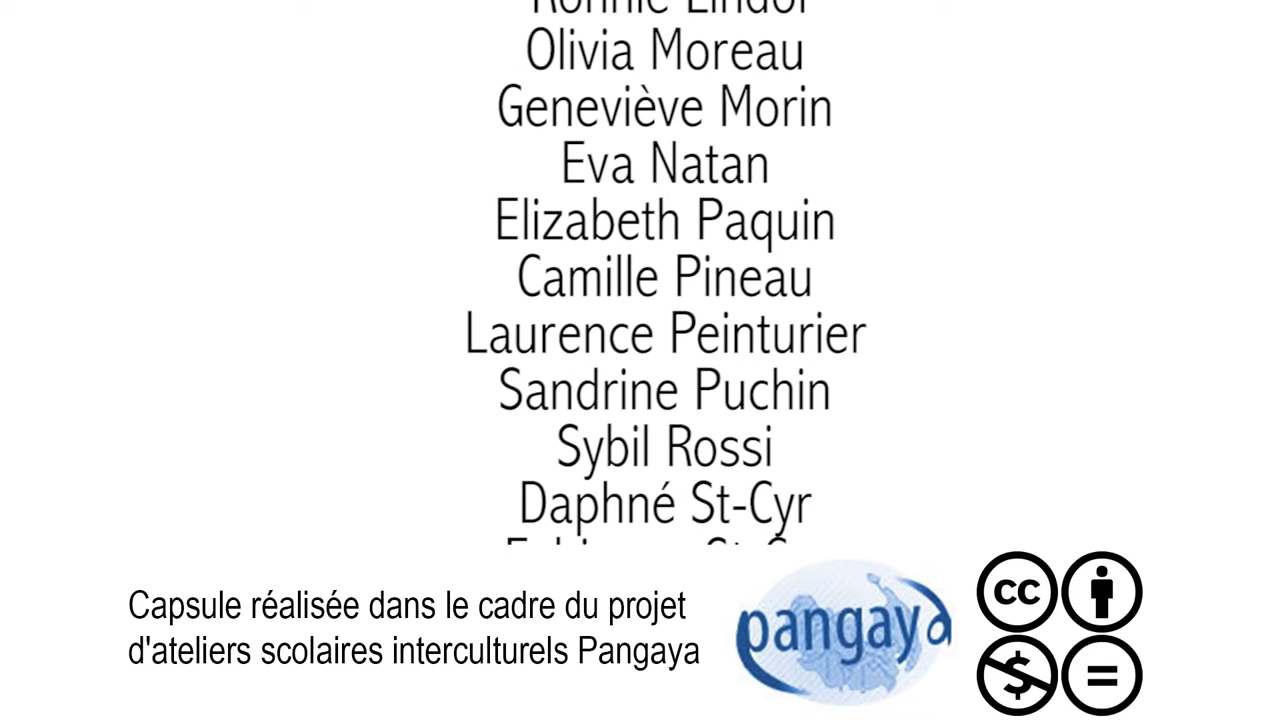 Olivia Moreau
Geneviève Morin
Eva Natan
Elizabeth Paquin
Camille Pineau
Laurence Peinturier
Sandrine Puchin
Sybil Rossi
Daphné St-Cyr
Capsule réalisée dans le cadre du projet
d'ateliers scolaires interculturels Pangaya
pangaya
cc
$ =